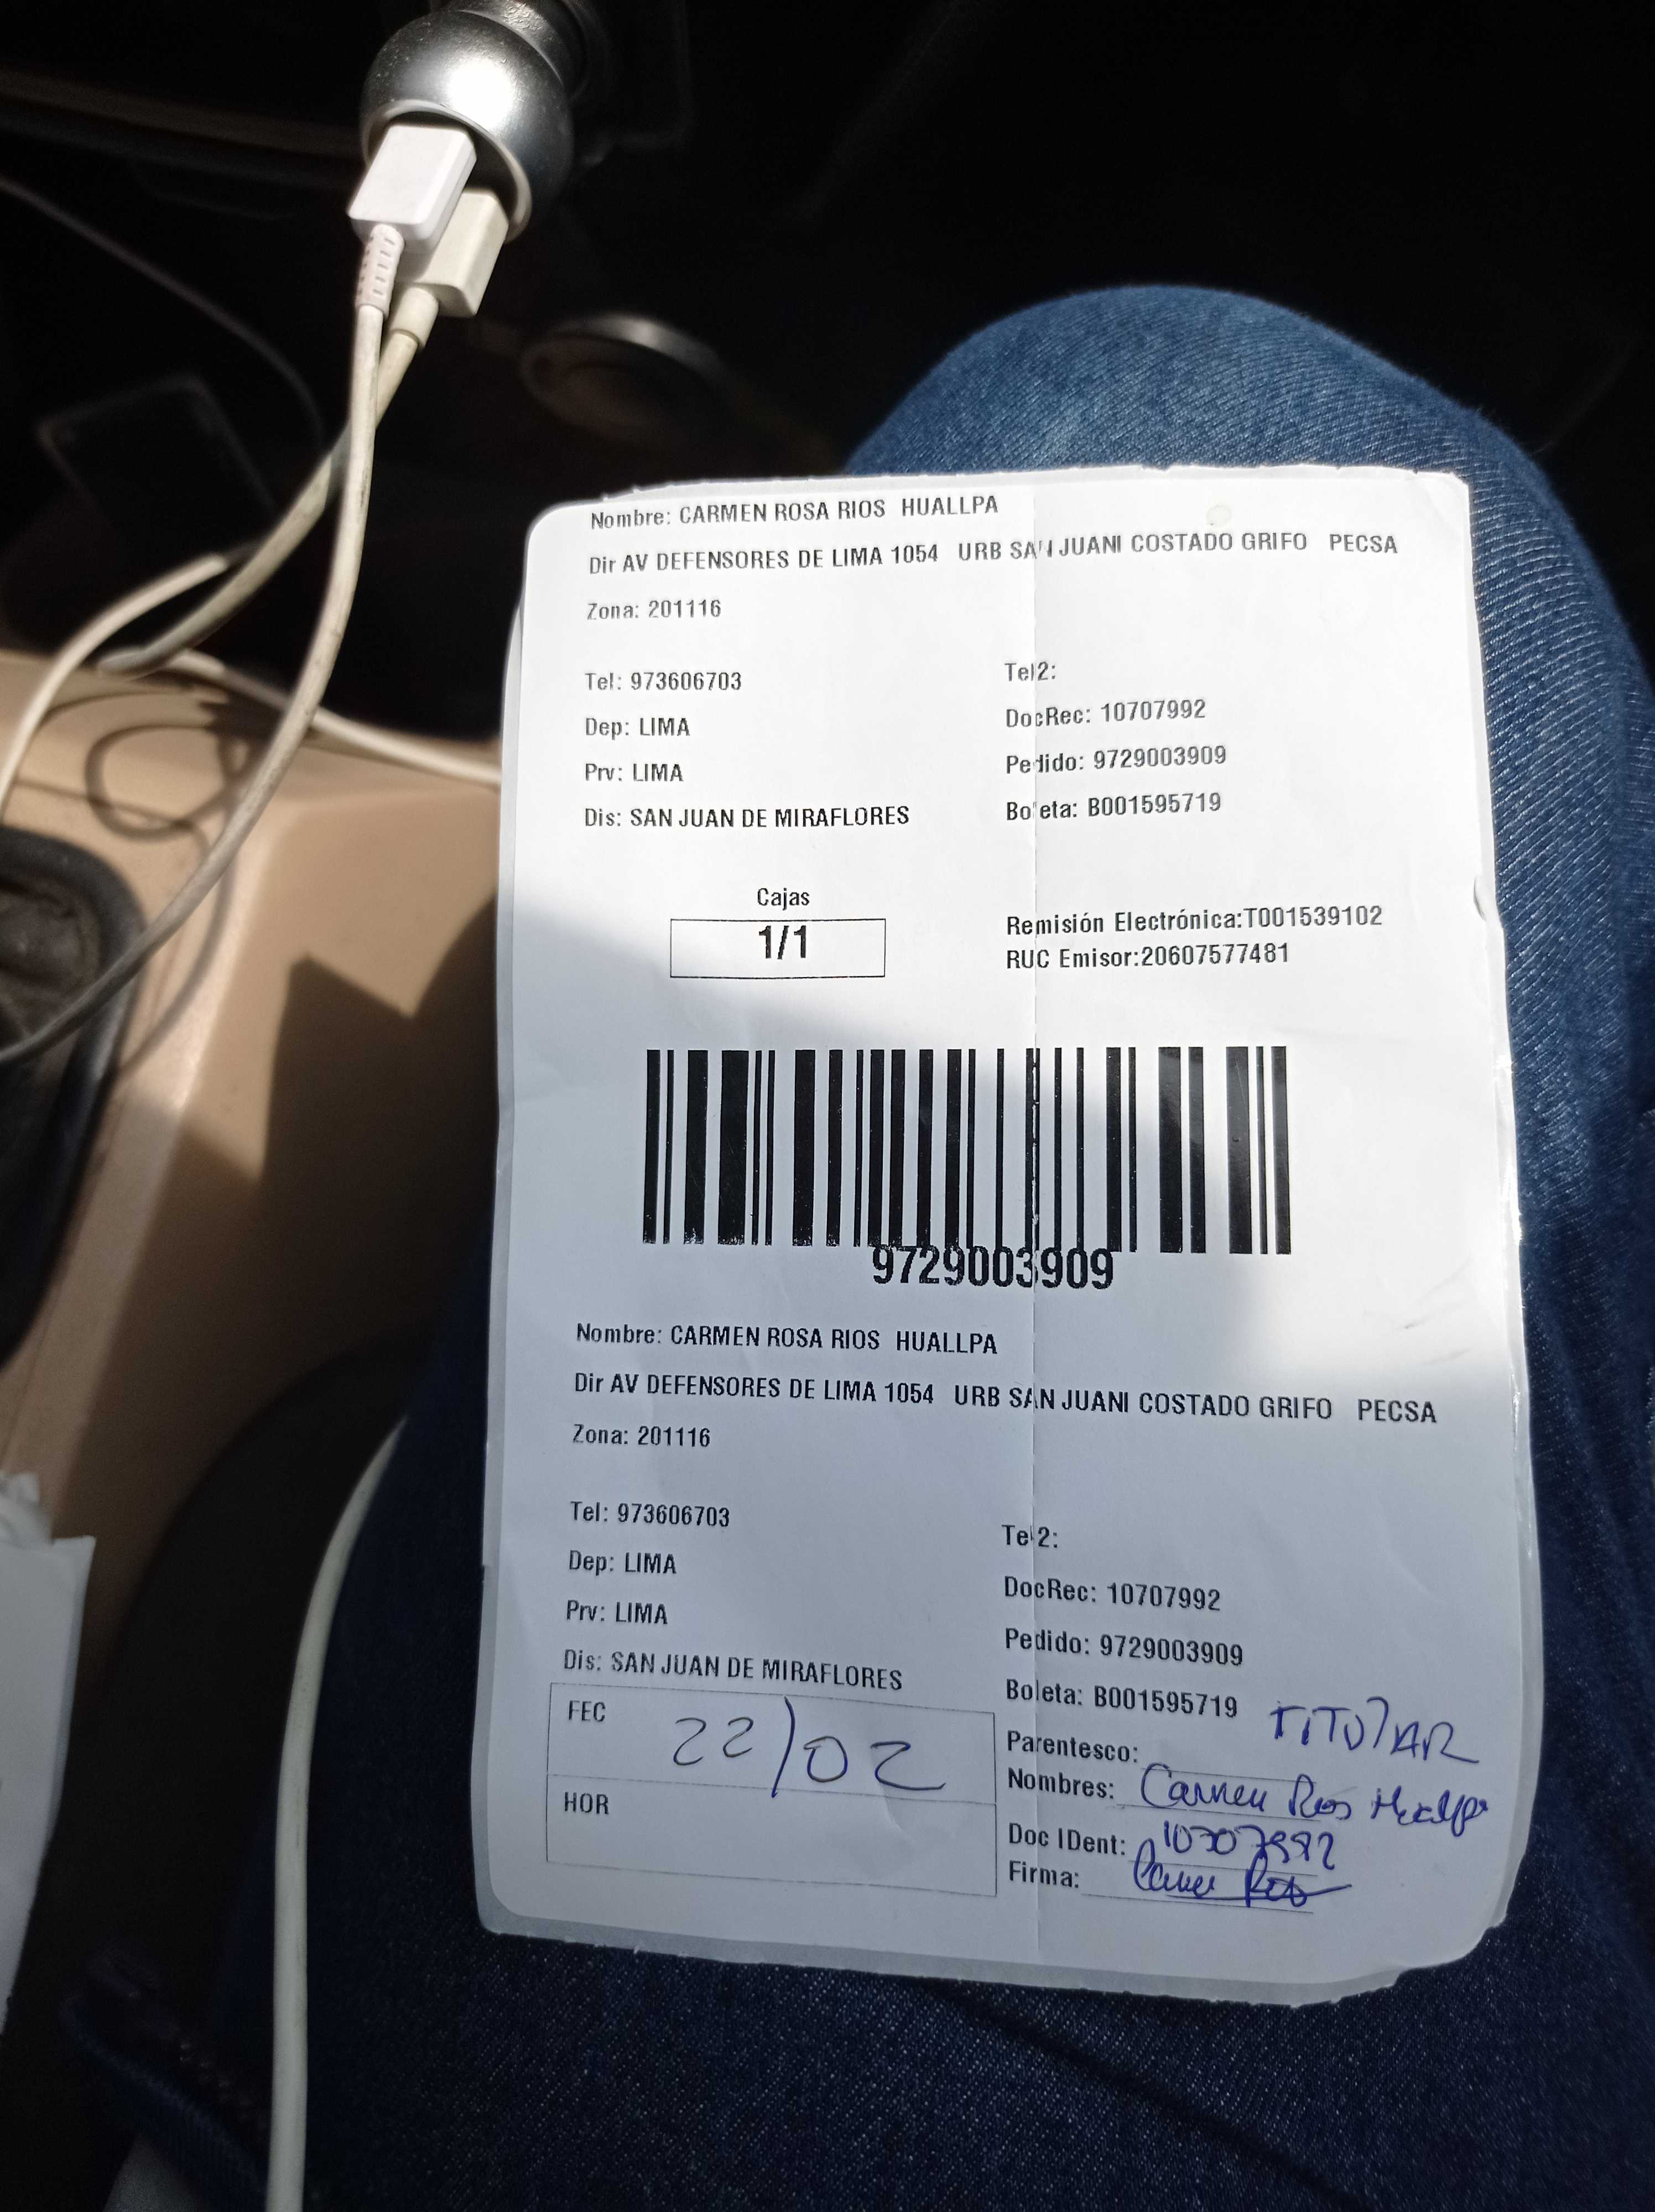 Nombre: CARMEN ROSA RIOS HUALLPA
Dir AV DEFENSORES DE LIMA 1054 URB SAN JUANI COSTADO GRIFO PECSA
Zona: 201116
Tel: 973606703
Tel2:
Dep: LIMA
DocRec: 10707992
Prv: LIMA
Pedido: 9729003909
Dis: SAN JUAN DE MIRAFLORES
Boleta: B001595719
Cajas
1/1
Remisión Electrónica:T001539102
RUC Emisor:20607577481
9729003909
Nombre: CARMEN ROSA RIOS HUALLPA
Dir AV DEFENSORES DE LIMA 1054 URB SAN JUANI COSTADO GRIFO PECSA
Zona: 201116
Tel: 973606703
Tel2:
Dep: LIMA
DocRec: 10707992
Prv: LIMA
Pedido: 9729003909
Dis: SAN JUAN DE MIRAFLORES
Boleta: B001595719
FEC 22/02
HOR
Parentesco: TITULAR
Nombres: Carmen Rios Huallpa
Doc IDent: 10707992
Firma: Carmen Rios